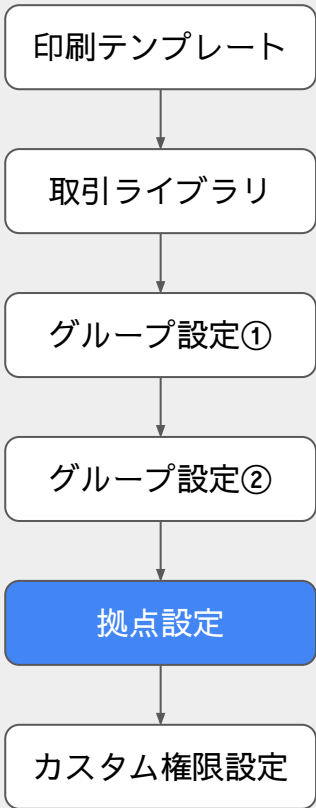 印刷テンプレート
取引ライブラリ
グループ設定①
グループ設定②
拠点設定
カスタム権限設定